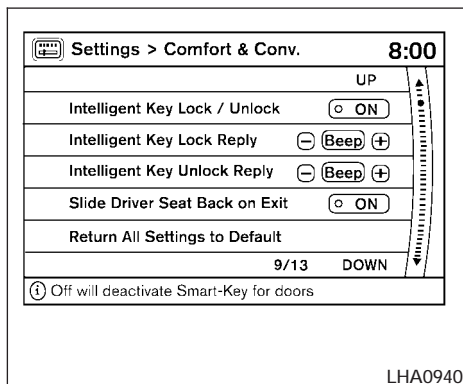 Settings > Comfort & Conv. 8:00
UP
Intelligent Key Lock / Unlock ON
Intelligent Key Lock Reply − Beep +
Intelligent Key Unlock Reply − Beep +
Slide Driver Seat Back on Exit ON
Return All Settings to Default
9/13 DOWN
i Off will deactivate Smart-Key for doors
LHA0940